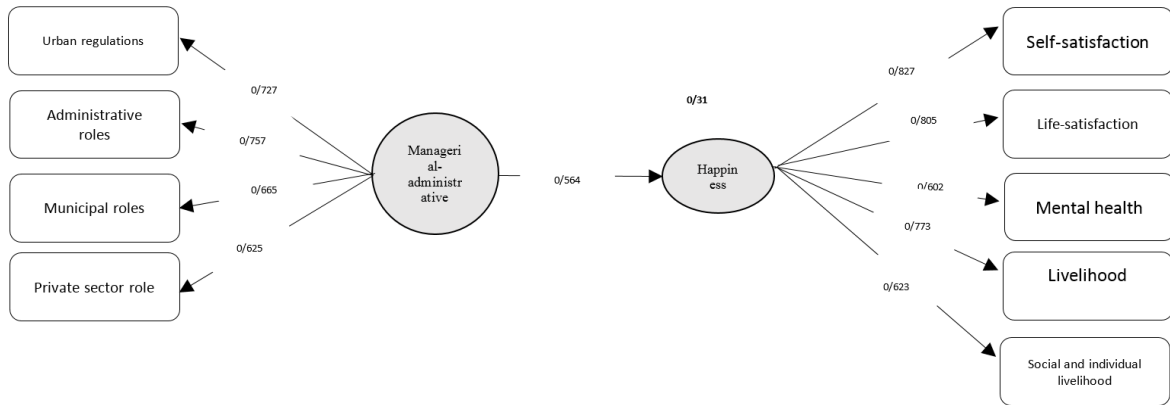 Urban regulations
0/727
Administrative
roles
0/757
Municipal roles
0/665
Private sector role
0/625
Manageri
al-
administr
ative
0/564
0/31
Happin
ess
0/827
Self-satisfaction
0/805
Life-satisfaction
0/602
Mental health
0/773
Livelihood
0/623
Social and individual
livelihood